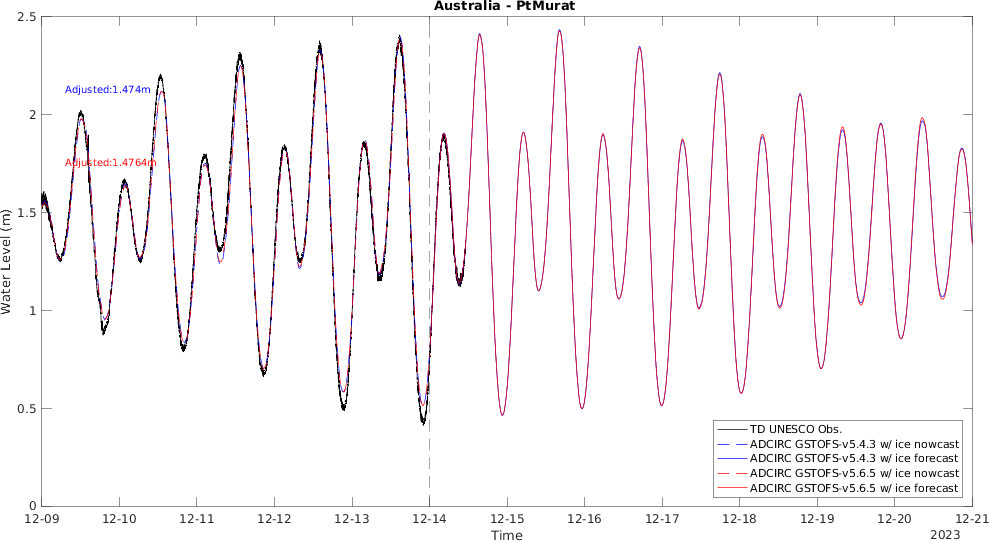 Australia - PtMurat
2.5
2
1.5
1
0.5
0
Water Level (m)
Adjusted:1.474m
Adjusted:1.4764m
TD UNESCO Obs.
ADCIRC GSTOFS-v5.4.3 w/ ice nowcast
ADCIRC GSTOFS-v5.4.3 w/ ice forecast
ADCIRC GSTOFS-v5.6.5 w/ ice nowcast
ADCIRC GSTOFS-v5.6.5 w/ ice forecast
12-09 12-10 12-11 12-12 12-13 12-14 12-15 12-16 12-17 12-18 12-19 12-20 12-21
Time
2023